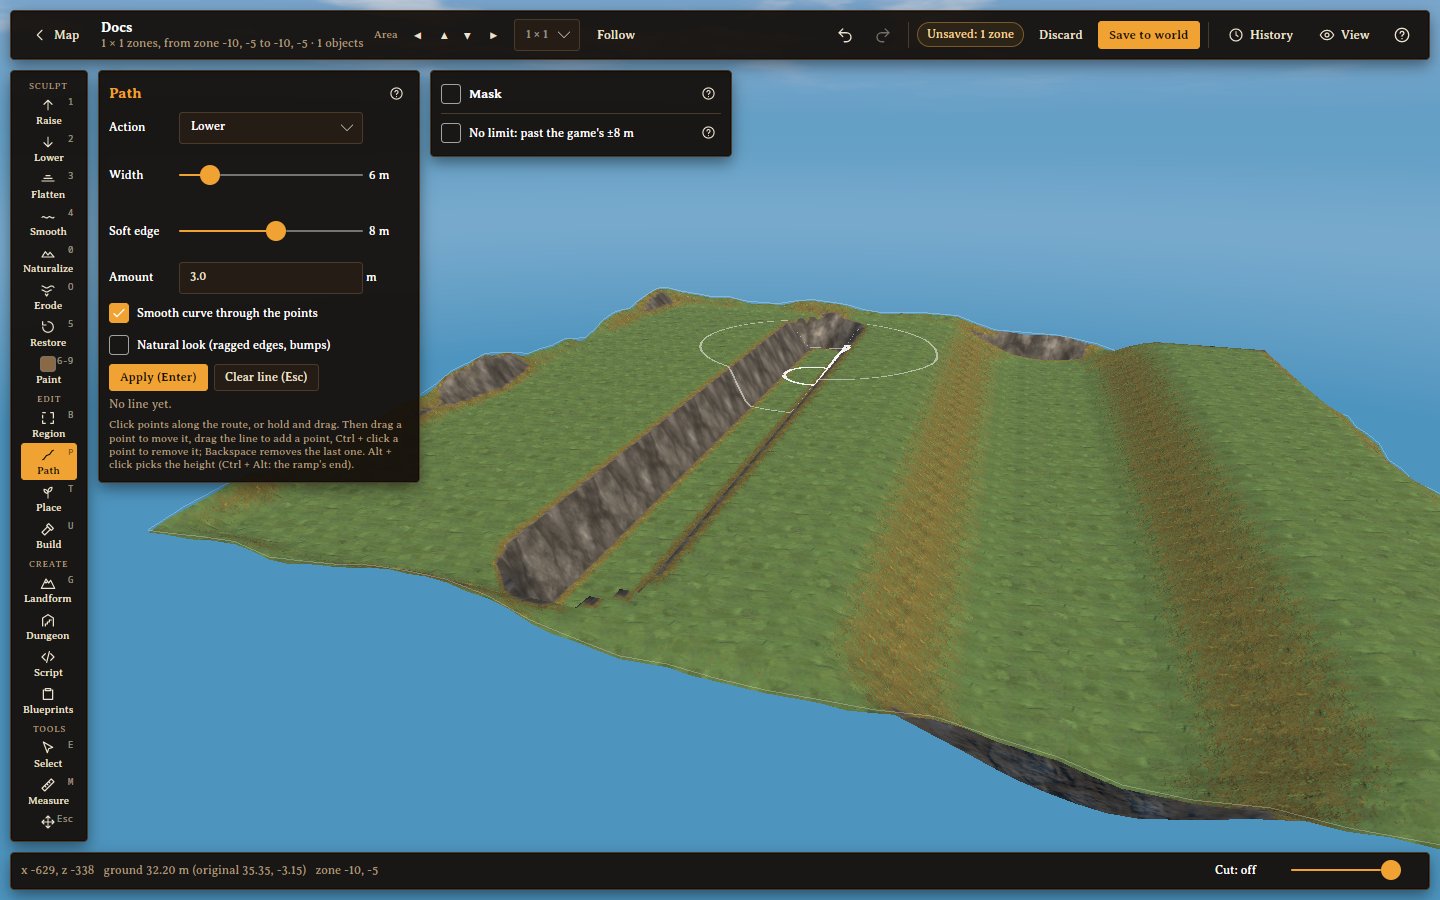 Map
Docs
1 × 1 zones, from zone -10, -5 to -10, -5 · 1 objects
Area
1 × 1
Follow
Unsaved: 1 zone
Discard
Save to world
History
View
SCULPT
Raise 1
Lower 2
Flatten 3
Smooth 4
Naturalize 0
Erode O
Restore 5
Paint 6-9
EDIT
Region B
Path P
Place T
Build U
CREATE
Landform G
Dungeon
Script
Blueprints
TOOLS
Select E
Measure M
Esc
Path
Action Lower
Width 6 m
Soft edge 8 m
Amount 3.0 m
Smooth curve through the points
Natural look (ragged edges, bumps)
Apply (Enter) Clear line (Esc)
No line yet.
Click points along the route, or hold and drag. Then drag a
point to move it, drag the line to add a point, Ctrl + click a
point to remove it; Backspace removes the last one. Alt +
click picks the height (Ctrl + Alt: the ramp's end).
Mask
No limit: past the game's ±8 m
x -629, z -338 ground 32.20 m (original 35.35, -3.15) zone -10, -5
Cut: off